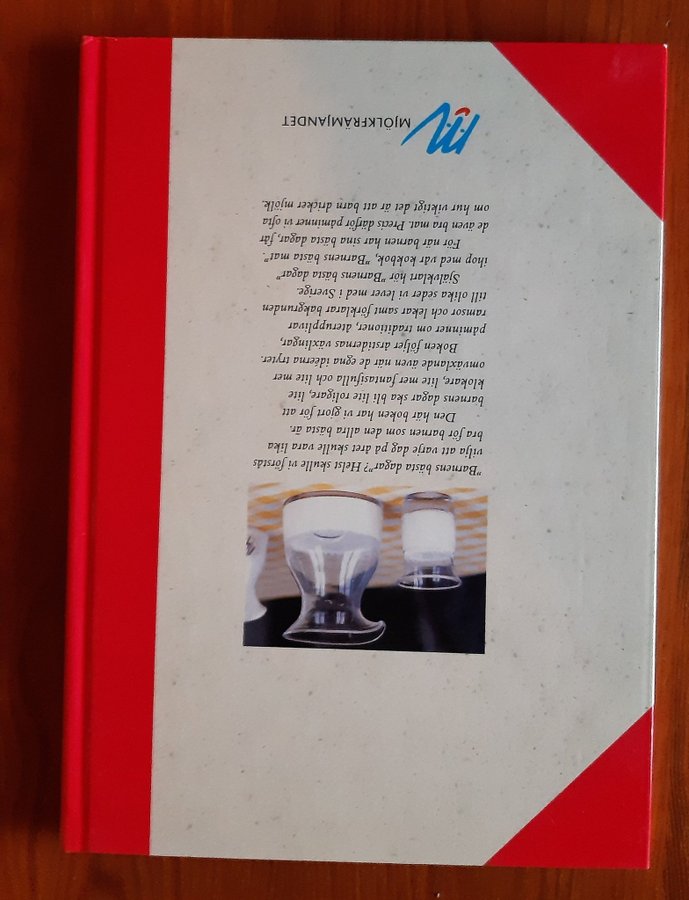 "Barnens bästa dagar"? Helst skulle vi förstås
vilja att varje dag på året skulle vara lika
bra för barnen som den allra bästa är.
Den här boken har vi gjort för att
barnens dagar ska bli lite roligare, lite
klokare, lite mer fantasifulla och lite mer
omväxlande även när de egna idéerna tryter.
Boken följer årstidernas växlingar,
påminner om traditioner, återupplivar
ramsor och lekar samt förklarar bakgrunden
till olika seder vi lever med i Sverige.
Självklart hör "Barnens bästa dagar"
ihop med vår kokbok, "Barnens bästa mat".
För när barnen har sina bästa dagar, får
de även bra mat. Precis därför påminner vi ofta
om hur viktigt det är att barn dricker mjölk.
MJÖLKFRÄMJANDET